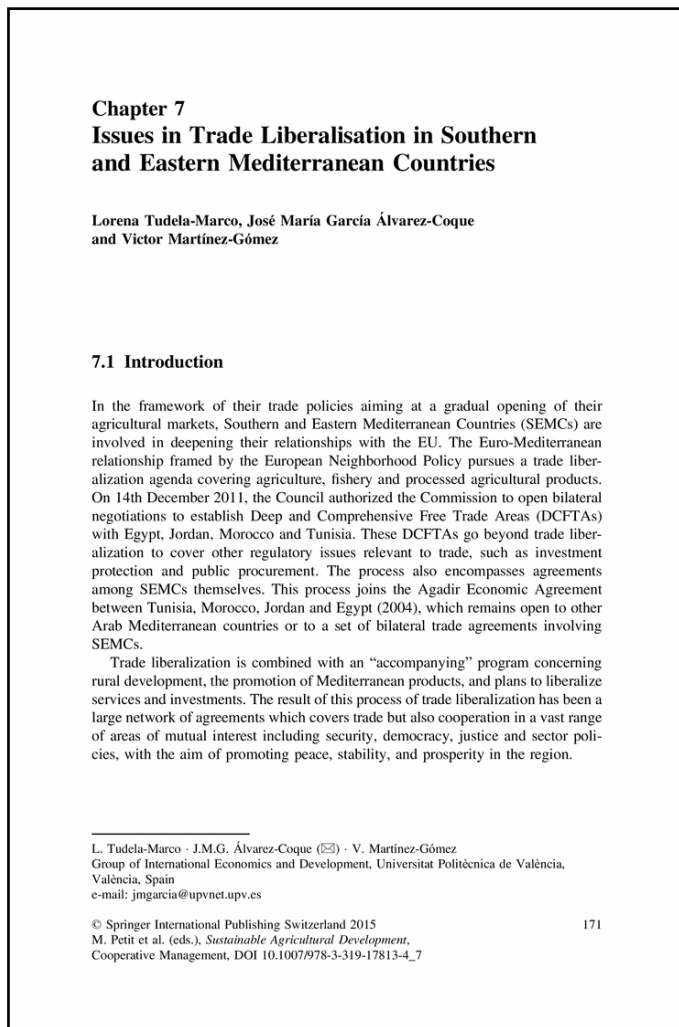 Chapter 7
Issues in Trade Liberalisation in Southern
and Eastern Mediterranean Countries
Lorena Tudela-Marco, José María García Álvarez-Coque
and Victor Martínez-Gómez
7.1 Introduction
In the framework of their trade policies aiming at a gradual opening of their
agricultural markets, Southern and Eastern Mediterranean Countries (SEMCs) are
involved in deepening their relationships with the EU. The Euro-Mediterranean
relationship framed by the European Neighborhood Policy pursues a trade liber-
alization agenda covering agriculture, fishery and processed agricultural products.
On 14th December 2011, the Council authorized the Commission to open bilateral
negotiations to establish Deep and Comprehensive Free Trade Areas (DCFTAs)
with Egypt, Jordan, Morocco and Tunisia. These DCFTAs go beyond trade liber-
alization to cover other regulatory issues relevant to trade, such as investment
protection and public procurement. The process also encompasses agreements
among SEMCs themselves. This process joins the Agadir Economic Agreement
between Tunisia, Morocco, Jordan and Egypt (2004), which remains open to other
Arab Mediterranean countries or to a set of bilateral trade agreements involving
SEMCs.
Trade liberalization is combined with an “accompanying” program concerning
rural development, the promotion of Mediterranean products, and plans to liberalize
services and investments. The result of this process of trade liberalization has been a
large network of agreements which covers trade but also cooperation in a vast range
of areas of mutual interest including security, democracy, justice and sector poli-
cies, with the aim of promoting peace, stability, and prosperity in the region.
L. Tudela-Marco · J.M.G. Álvarez-Coque (✉) · V. Martínez-Gómez
Group of International Economics and Development, Universitat Politècnica de València,
València, Spain
e-mail: jmgarcia@upvnet.upv.es
© Springer International Publishing Switzerland 2015 171
M. Petit et al. (eds.), Sustainable Agricultural Development,
Cooperative Management, DOI 10.1007/978-3-319-17813-4_7